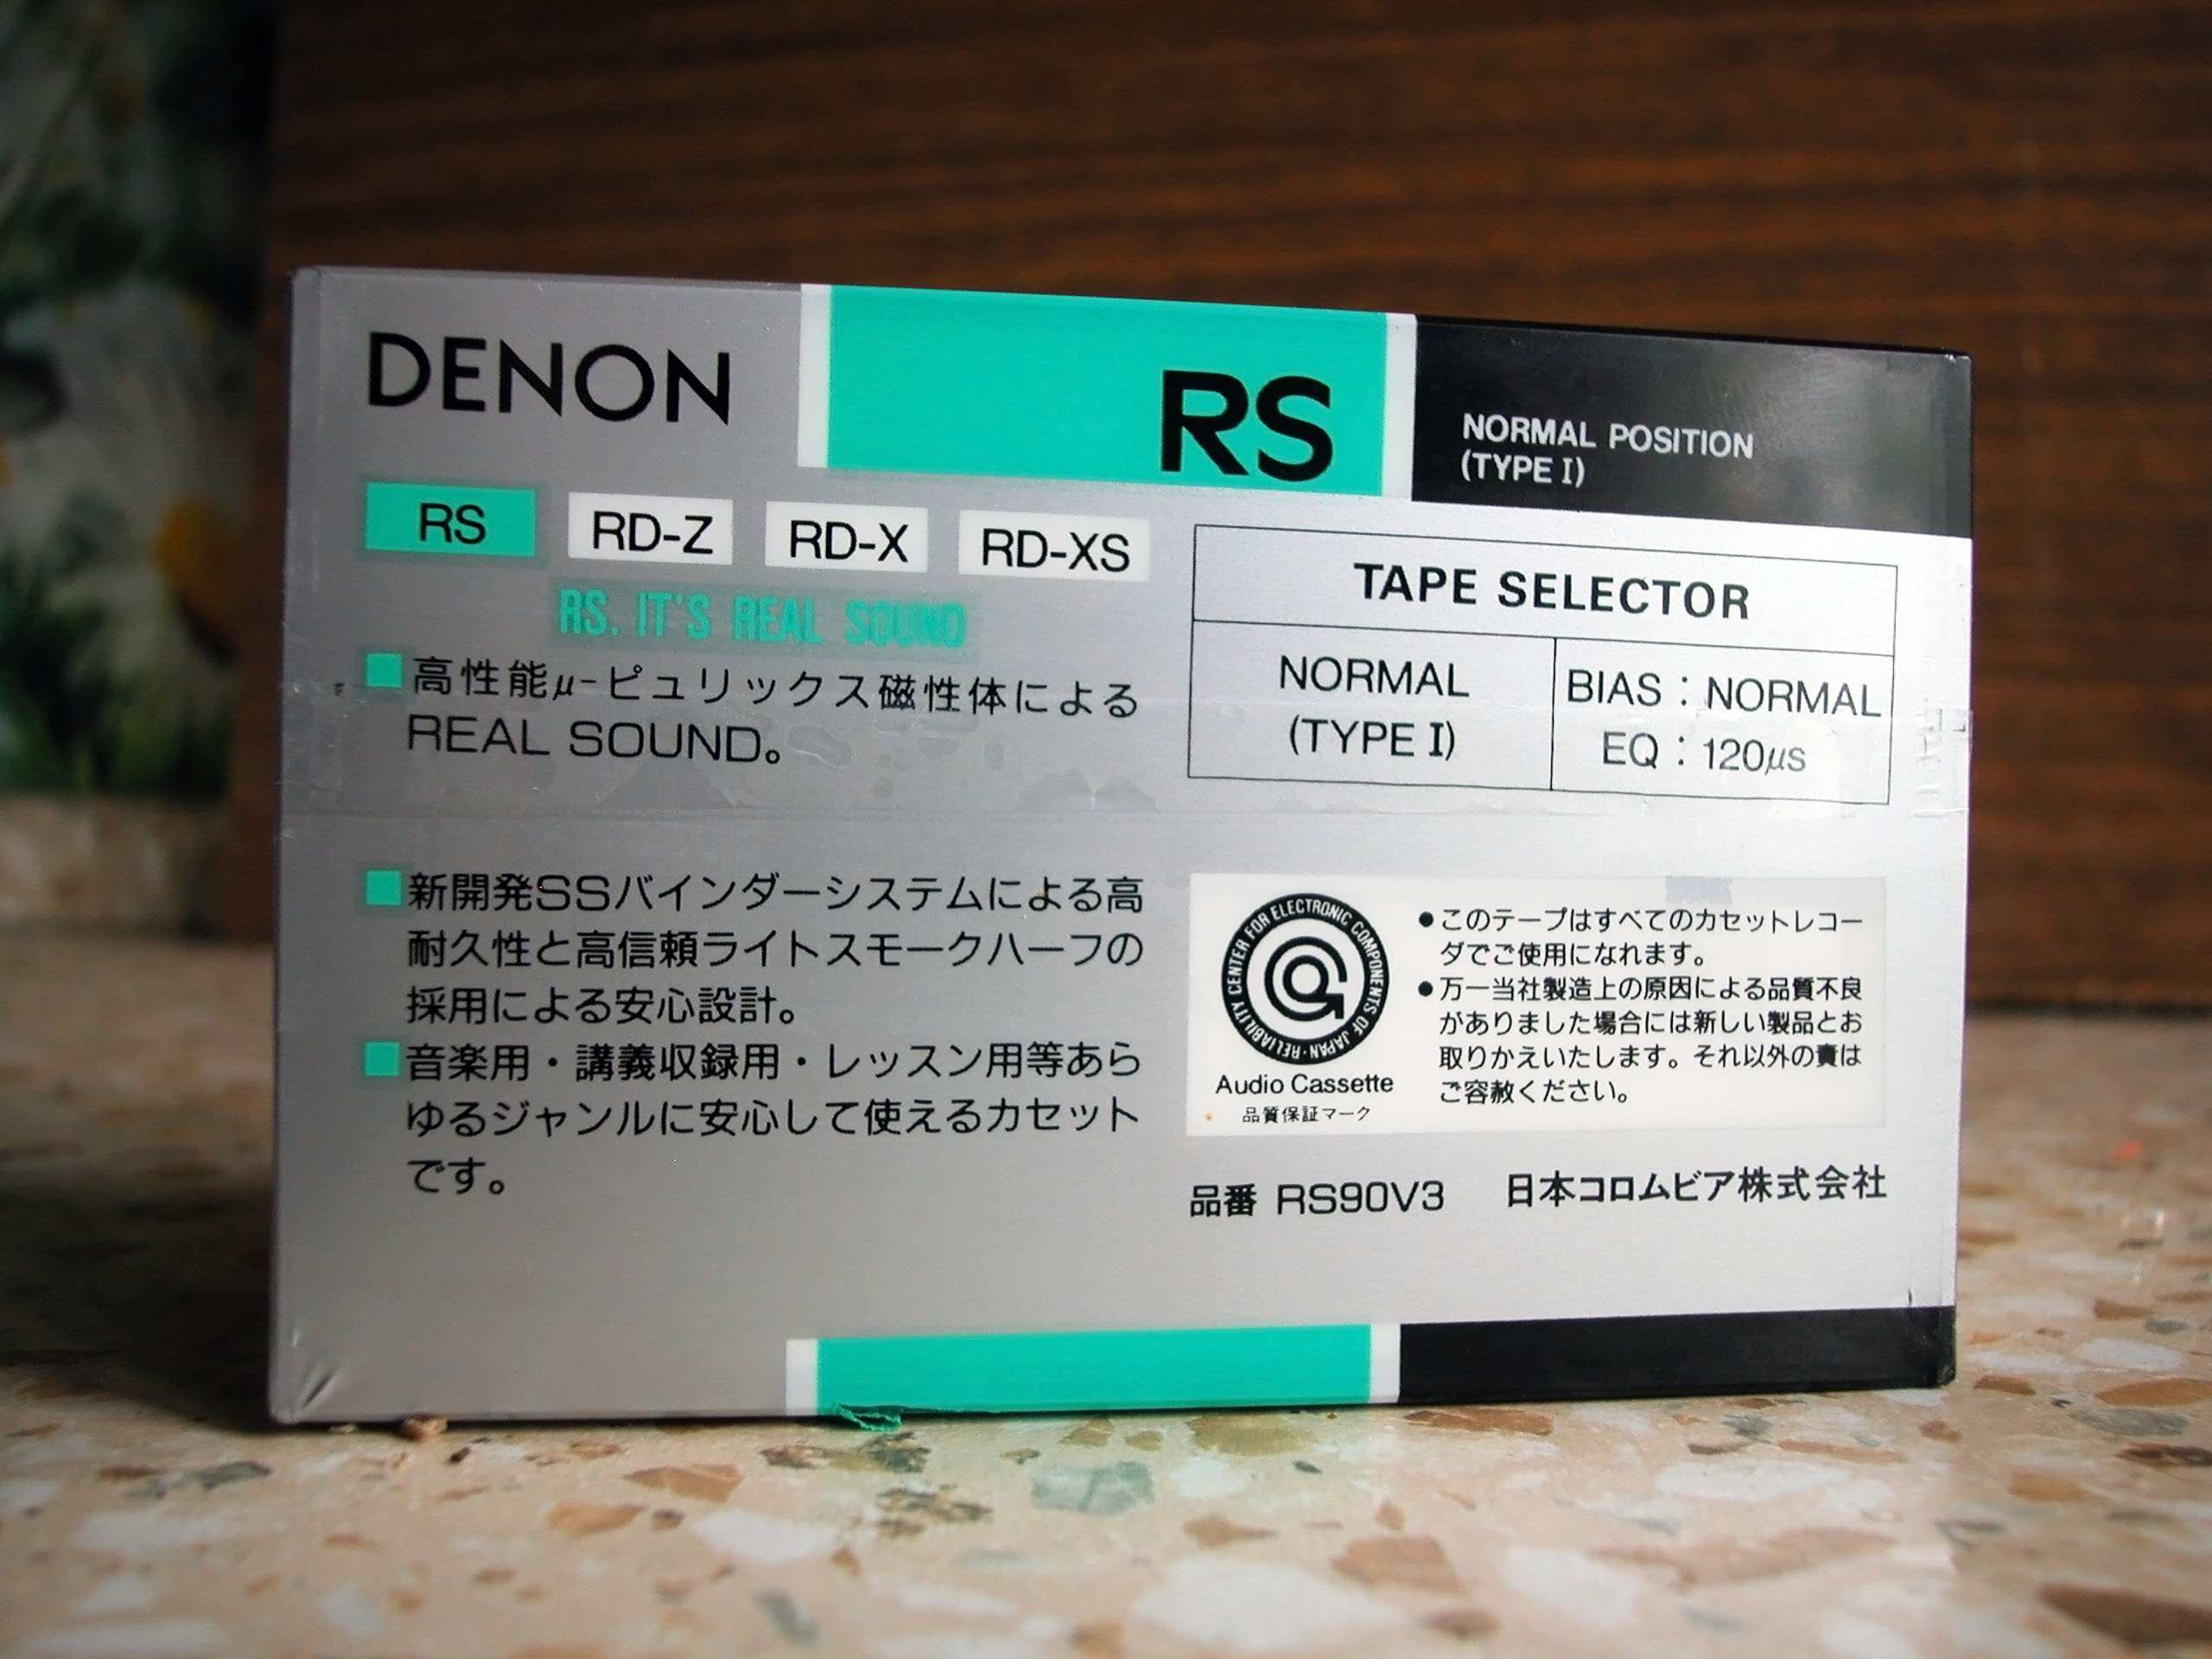 DENON
RS
NORMAL POSITION
(TYPE I)
RS RD-Z RD-X RD-XS
RS. IT'S REAL SOUND
■高性能μ-ピュリックス磁性体による
REAL SOUND。
■新開発SSバインダーシステムによる高
耐久性と高信頼ライトスモークハーフの
採用による安心設計。
■音楽用・講義収録用・レッスン用等あら
ゆるジャンルに安心して使えるカセット
です。
TAPE SELECTOR
NORMAL
(TYPE I)
BIAS：NORMAL
EQ：120μs
RELIABILITY CENTER FOR ELECTRONIC COMPONENTS OF JAPAN・
Audio Cassette
品質保証マーク
●このテープはすべてのカセットレコー
ダでご使用になれます。
●万一当社製造上の原因による品質不良
がありました場合には新しい製品とお
取りかえいたします。それ以外の責は
ご容赦ください。
品番 RS90V3
日本コロムビア株式会社